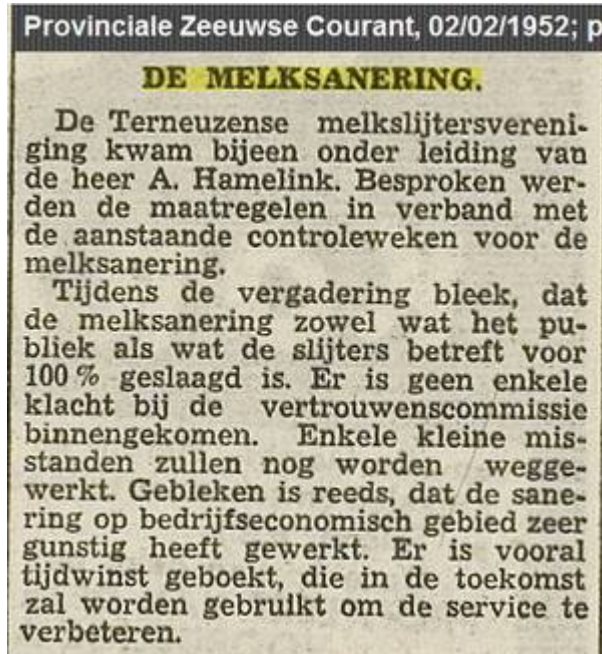 Provinciale Zeeuwse Courant, 02/02/1952; p
DE MELKSANERING.
De Terneuzense melkslijtersvereni-
ging kwam bijeen onder leiding van
de heer A. Hamelink. Besproken wer-
den de maatregelen in verband met
de aanstaande controleweken voor de
melksanering.
Tijdens de vergadering bleek, dat
de melksanering zowel wat het pu-
bliek als wat de slijters betreft voor
100 % geslaagd is. Er is geen enkele
klacht bij de vertrouwenscommissie
binnengekomen. Enkele kleine mis-
standen zullen nog worden wegge-
werkt. Gebleken is reeds, dat de sane-
ring op bedrijfseconomisch gebied zeer
gunstig heeft gewerkt. Er is vooral
tijdwinst geboekt, die in de toekomst
zal worden gebruikt om de service te
verbeteren.